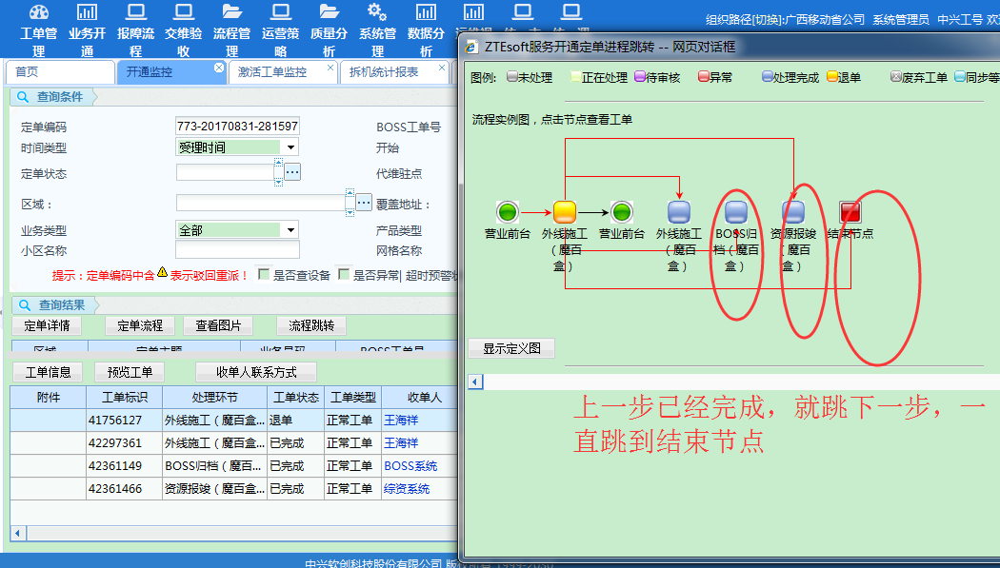 工单管理 业务开通 报障流程 交维验收 流程管理 运营策略 质量分析 系统管理 数据分析
组织路径[切换]:广西移动省公司 系统管理员 中兴工号
首页 开通监控 激活工单监控 拆机统计报表
查询条件
定单编码 773-20170831-281597 BOSS工单号
时间类型 受理时间 开始
定单状态 代维驻点
区域： 覆盖地址：
业务类型 全部 产品类型
小区名称 网格名称
提示：定单编码中含 表示驳回重派！ 是否查设备 是否异常| 超时预警
查询结果
定单详情 定单流程 查看图片 流程跳转
工单信息 预览工单 收单人联系方式
附件 工单标识 处理环节 工单状态 工单类型 收单人
41756127 外线施工（魔百盒... 退单 正常工单 王海祥
42297361 外线施工（魔百盒... 已完成 正常工单 王海祥
42361149 BOSS归档（魔百... 已完成 正常工单 BOSS系统
42361466 资源报竣（魔百盒... 已完成 正常工单 综资系统
ZTEsoft服务开通定单进程跳转 -- 网页对话框
图例: 未处理 正在处理 待审核 异常 处理完成 退单 废弃工单 同步等
流程实例图，点击节点查看工单
营业前台 外线施工（魔百盒） 营业前台 外线施工（魔百盒） BOSS归档（魔百盒） 资源报竣（魔百盒） 结束节点
显示定义图
上一步已经完成，就跳下一步，一
直跳到结束节点
中兴软创科技股份有限公司 版权所有 1999-2030